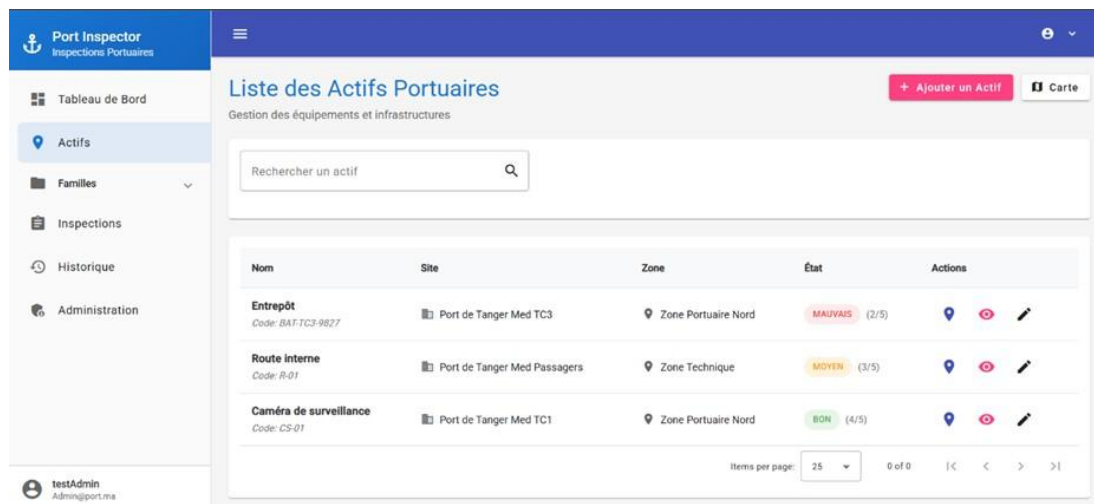 Port Inspector
Inspections Portuaires
Tableau de Bord
Actifs
Familles
Inspections
Historique
Administration
testAdmin
Admin@port.ma
Liste des Actifs Portuaires
Gestion des équipements et infrastructures
+ Ajouter un Actif
Carte
Rechercher un actif
Nom Site Zone État Actions
Entrepôt
Code: BAT-TC3-9827
Port de Tanger Med TC3 Zone Portuaire Nord MAUVAIS (2/5)
Route interne
Code: R-01
Port de Tanger Med Passagers Zone Technique MOYEN (3/5)
Caméra de surveillance
Code: CS-01
Port de Tanger Med TC1 Zone Portuaire Nord BON (4/5)
Items per page: 25 0 of 0